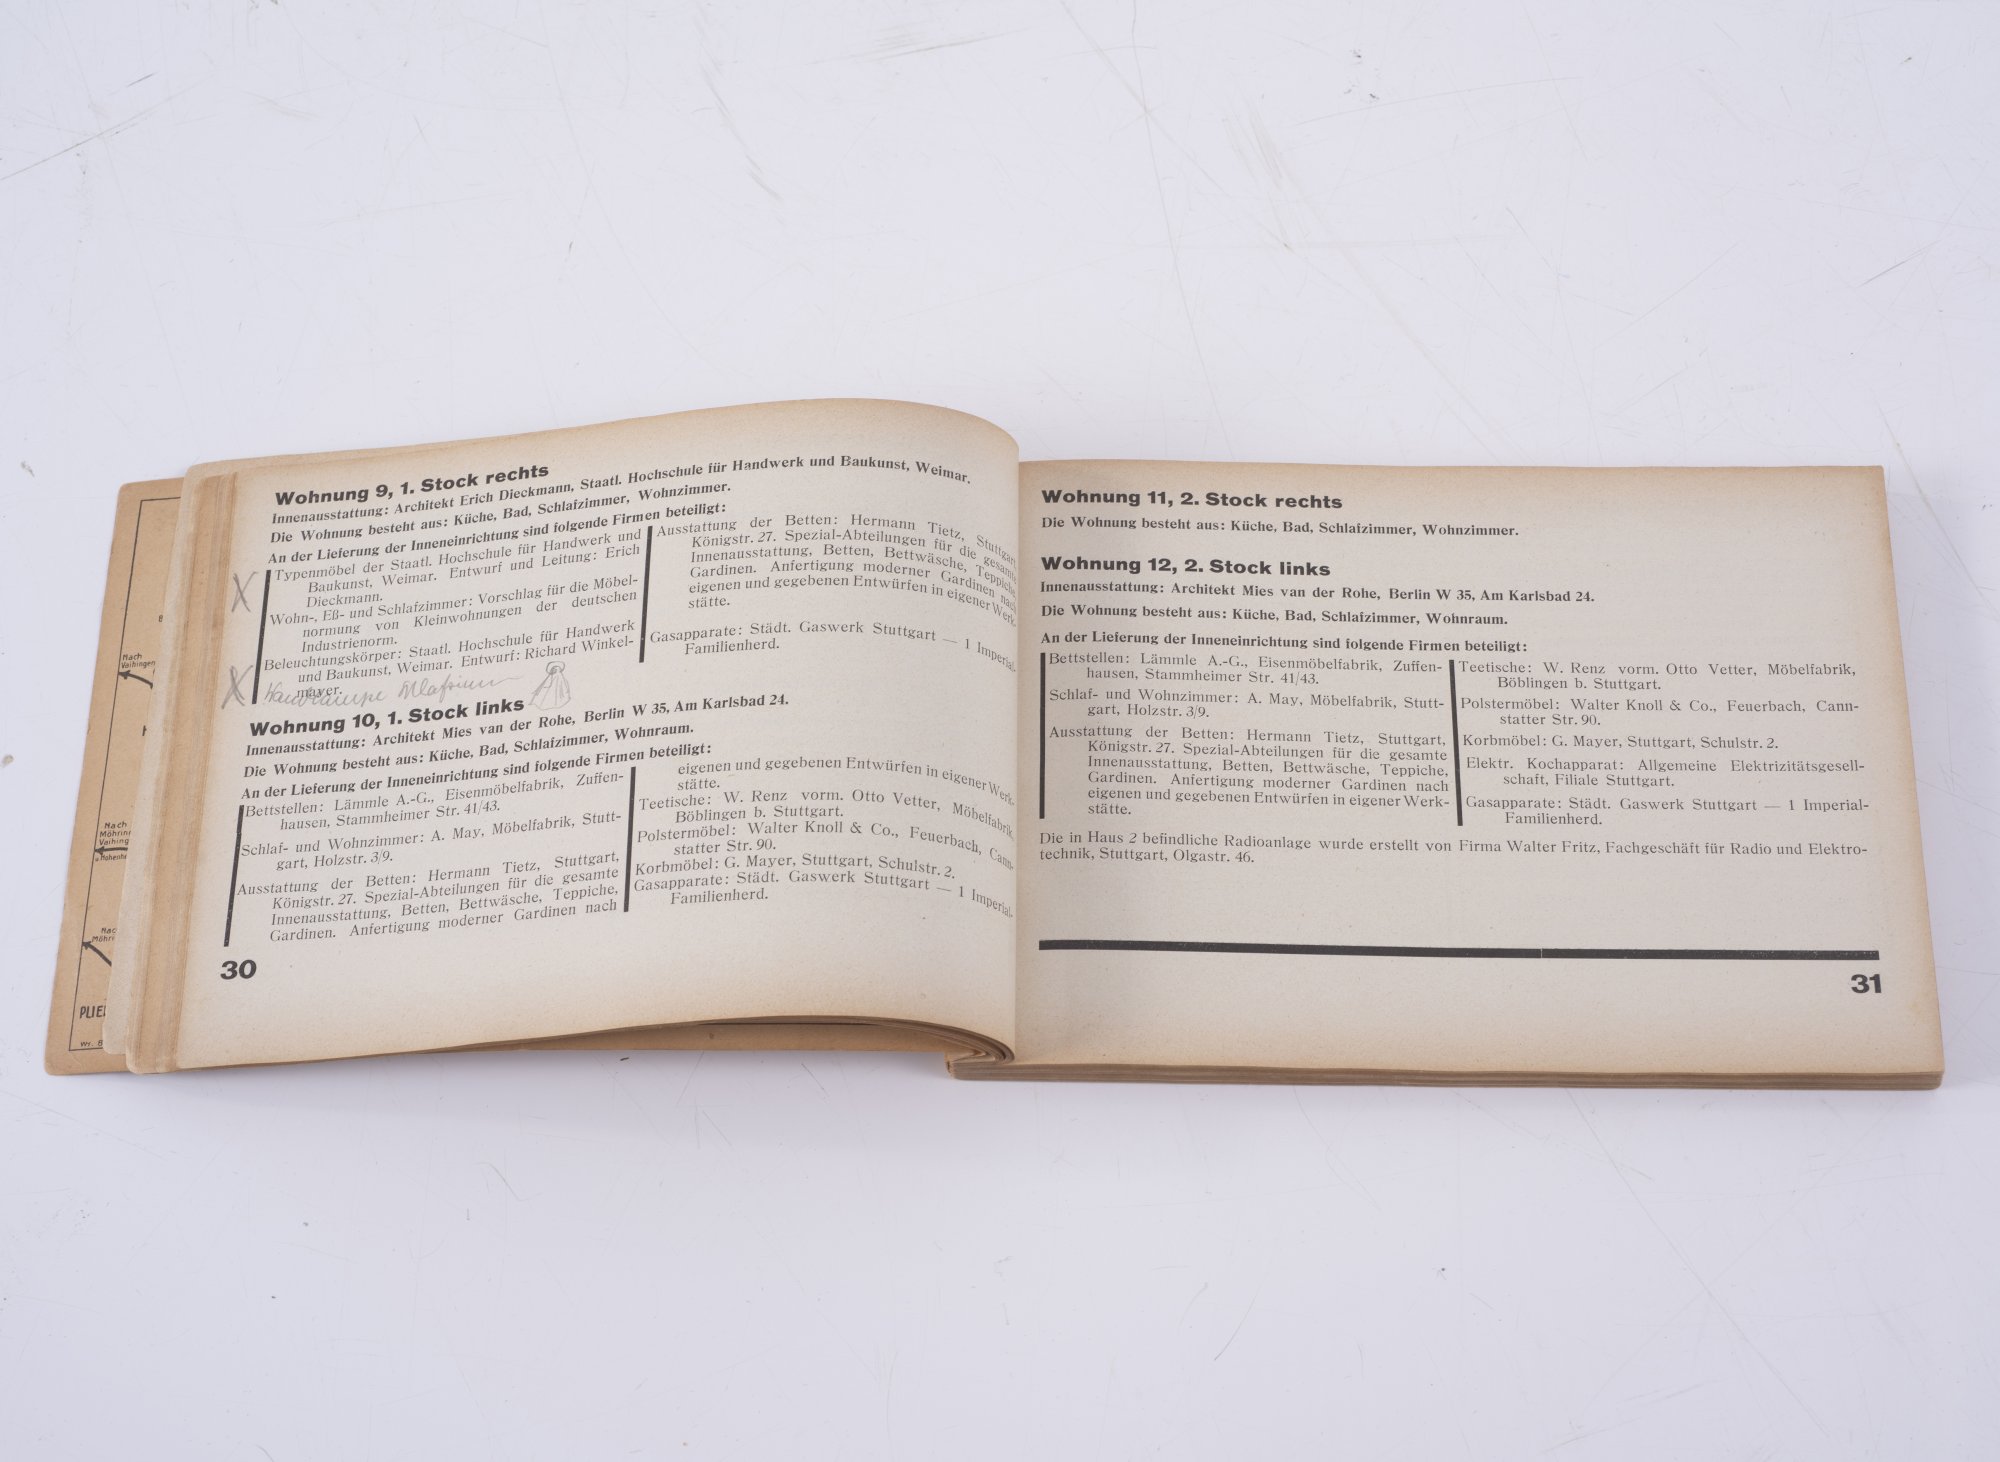 Nach
Vaihingen
Nach
Möhrin
Vaihing
Nac
Möhri
PLIE
Wohnung 9, 1. Stock rechts
Innenausstattung: Architekt Erich Dieckmann, Staatl. Hochschule für Handwerk und Baukunst, Weimar.
Die Wohnung besteht aus: Küche, Bad, Schlafzimmer, Wohnzimmer.
An der Lieferung der Inneneinrichtung sind folgende Firmen beteiligt:
X
Typenmöbel der Staatl. Hochschule für Handwerk und
Baukunst, Weimar. Entwurf und Leitung: Erich
Dieckmann.
Wohn-, Eß- und Schlafzimmer: Vorschlag für die Möbel-
normung von Kleinwohnungen der deutschen
Industrienorm.
X
Beleuchtungskörper: Staatl. Hochschule für Handwerk
und Baukunst, Weimar. Entwurf: Richard Winkel-
mayer.
Ausstattung der Betten: Hermann Tietz, Stuttgart,
Königstr. 27. Spezial-Abteilungen für die gesamte
Innenausstattung, Betten, Bettwäsche, Teppiche,
Gardinen. Anfertigung moderner Gardinen nach
eigenen und gegebenen Entwürfen in eigener Werk-
stätte.
Gasapparate: Städt. Gaswerk Stuttgart — 1 Imperial-
Familienherd.
Wohnung 10, 1. Stock links
Innenausstattung: Architekt Mies van der Rohe, Berlin W 35, Am Karlsbad 24.
Die Wohnung besteht aus: Küche, Bad, Schlafzimmer, Wohnraum.
An der Lieferung der Inneneinrichtung sind folgende Firmen beteiligt:
Bettstellen: Lämmle A.-G., Eisenmöbelfabrik, Zuffen-
hausen, Stammheimer Str. 41/43.
Schlaf- und Wohnzimmer: A. May, Möbelfabrik, Stutt-
gart, Holzstr. 3/9.
Ausstattung der Betten: Hermann Tietz, Stuttgart,
Königstr. 27. Spezial-Abteilungen für die gesamte
Innenausstattung, Betten, Bettwäsche, Teppiche,
Gardinen. Anfertigung moderner Gardinen nach
eigenen und gegebenen Entwürfen in eigener Werk-
stätte.
Teetische: W. Renz vorm. Otto Vetter, Möbelfabrik,
Böblingen b. Stuttgart.
Polstermöbel: Walter Knoll & Co., Feuerbach, Cann-
statter Str. 90.
Korbmöbel: G. Mayer, Stuttgart, Schulstr. 2.
Gasapparate: Städt. Gaswerk Stuttgart — 1 Imperial-
Familienherd.
30
Wohnung 11, 2. Stock rechts
Die Wohnung besteht aus: Küche, Bad, Schlafzimmer, Wohnzimmer.
Wohnung 12, 2. Stock links
Innenausstattung: Architekt Mies van der Rohe, Berlin W 35, Am Karlsbad 24.
Die Wohnung besteht aus: Küche, Bad, Schlafzimmer, Wohnraum.
An der Lieferung der Inneneinrichtung sind folgende Firmen beteiligt:
Bettstellen: Lämmle A.-G., Eisenmöbelfabrik, Zuffen-
hausen, Stammheimer Str. 41/43.
Schlaf- und Wohnzimmer: A. May, Möbelfabrik, Stutt-
gart, Holzstr. 3/9.
Ausstattung der Betten: Hermann Tietz, Stuttgart,
Königstr. 27. Spezial-Abteilungen für die gesamte
Innenausstattung, Betten, Bettwäsche, Teppiche,
Gardinen. Anfertigung moderner Gardinen nach
eigenen und gegebenen Entwürfen in eigener Werk-
stätte.
Teetische: W. Renz vorm. Otto Vetter, Möbelfabrik,
Böblingen b. Stuttgart.
Polstermöbel: Walter Knoll & Co., Feuerbach, Cann-
statter Str. 90.
Korbmöbel: G. Mayer, Stuttgart, Schulstr. 2.
Elektr. Kochapparat: Allgemeine Elektrizitätsgesell-
schaft, Filiale Stuttgart.
Gasapparate: Städt. Gaswerk Stuttgart — 1 Imperial-
Familienherd.
Die in Haus 2 befindliche Radioanlage wurde erstellt von Firma Walter Fritz, Fachgeschäft für Radio und Elektro-
technik, Stuttgart, Olgastr. 46.
31